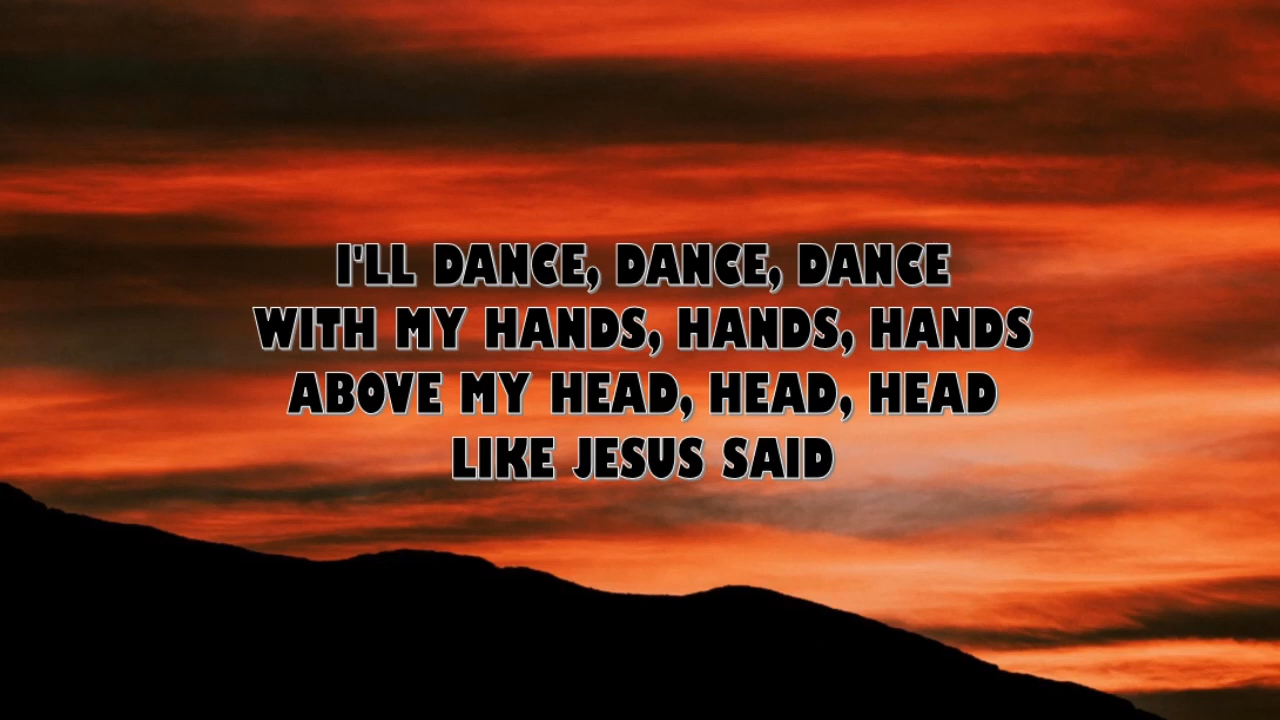 I'LL DANCE, DANCE, DANCE
WITH MY HANDS, HANDS, HANDS
ABOVE MY HEAD, HEAD, HEAD
LIKE JESUS SAID